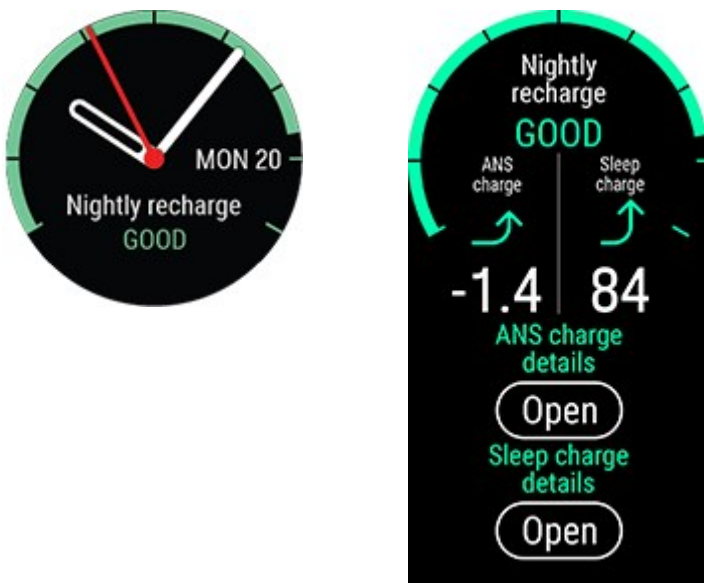 MON 20
Nightly recharge
GOOD
Nightly
recharge
GOOD
ANS
charge
Sleep
charge
-1.4
84
ANS charge
details
Open
Sleep charge
details
Open